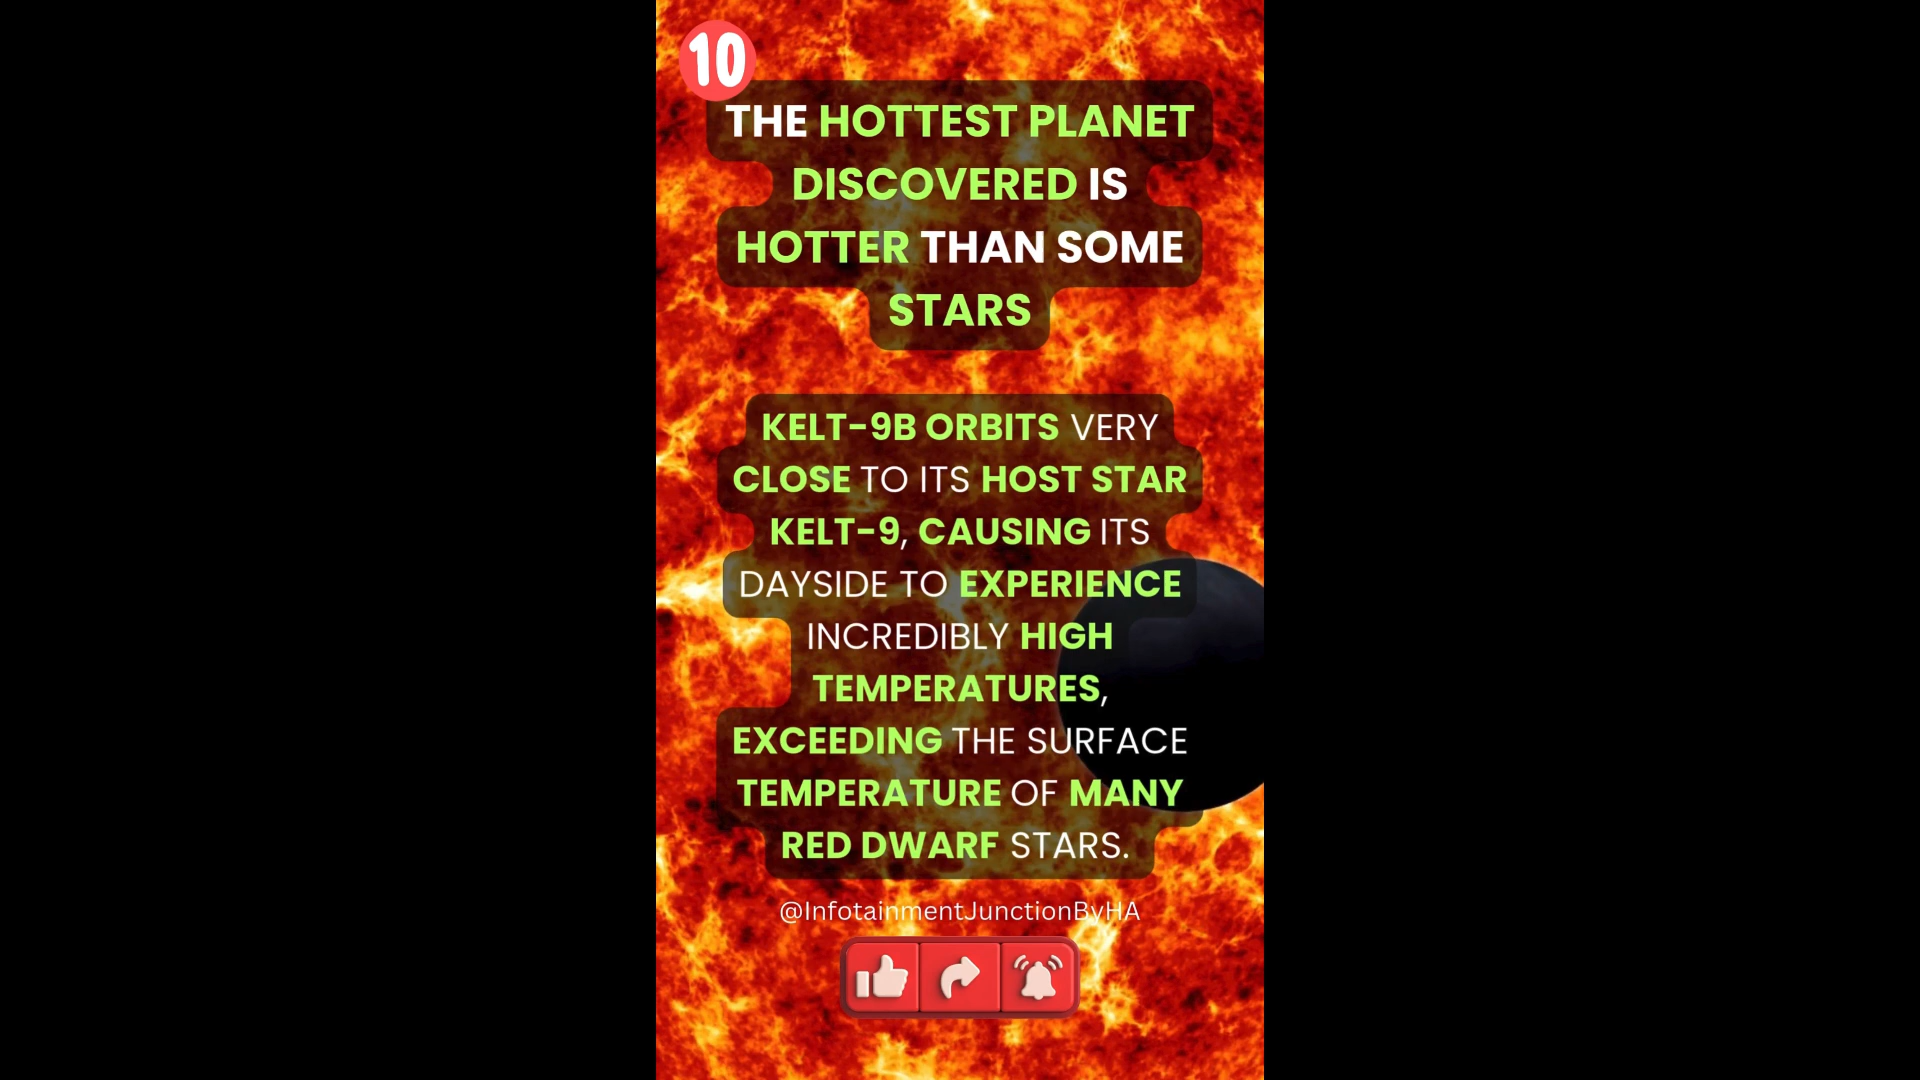 10
THE HOTTEST PLANET
DISCOVERED IS
HOTTER THAN SOME
STARS
KELT-9B ORBITS VERY
CLOSE TO ITS HOST STAR
KELT-9, CAUSING ITS
DAYSIDE TO EXPERIENCE
INCREDIBLY HIGH
TEMPERATURES,
EXCEEDING THE SURFACE
TEMPERATURE OF MANY
RED DWARF STARS.
@InfotainmentJunctionByHA